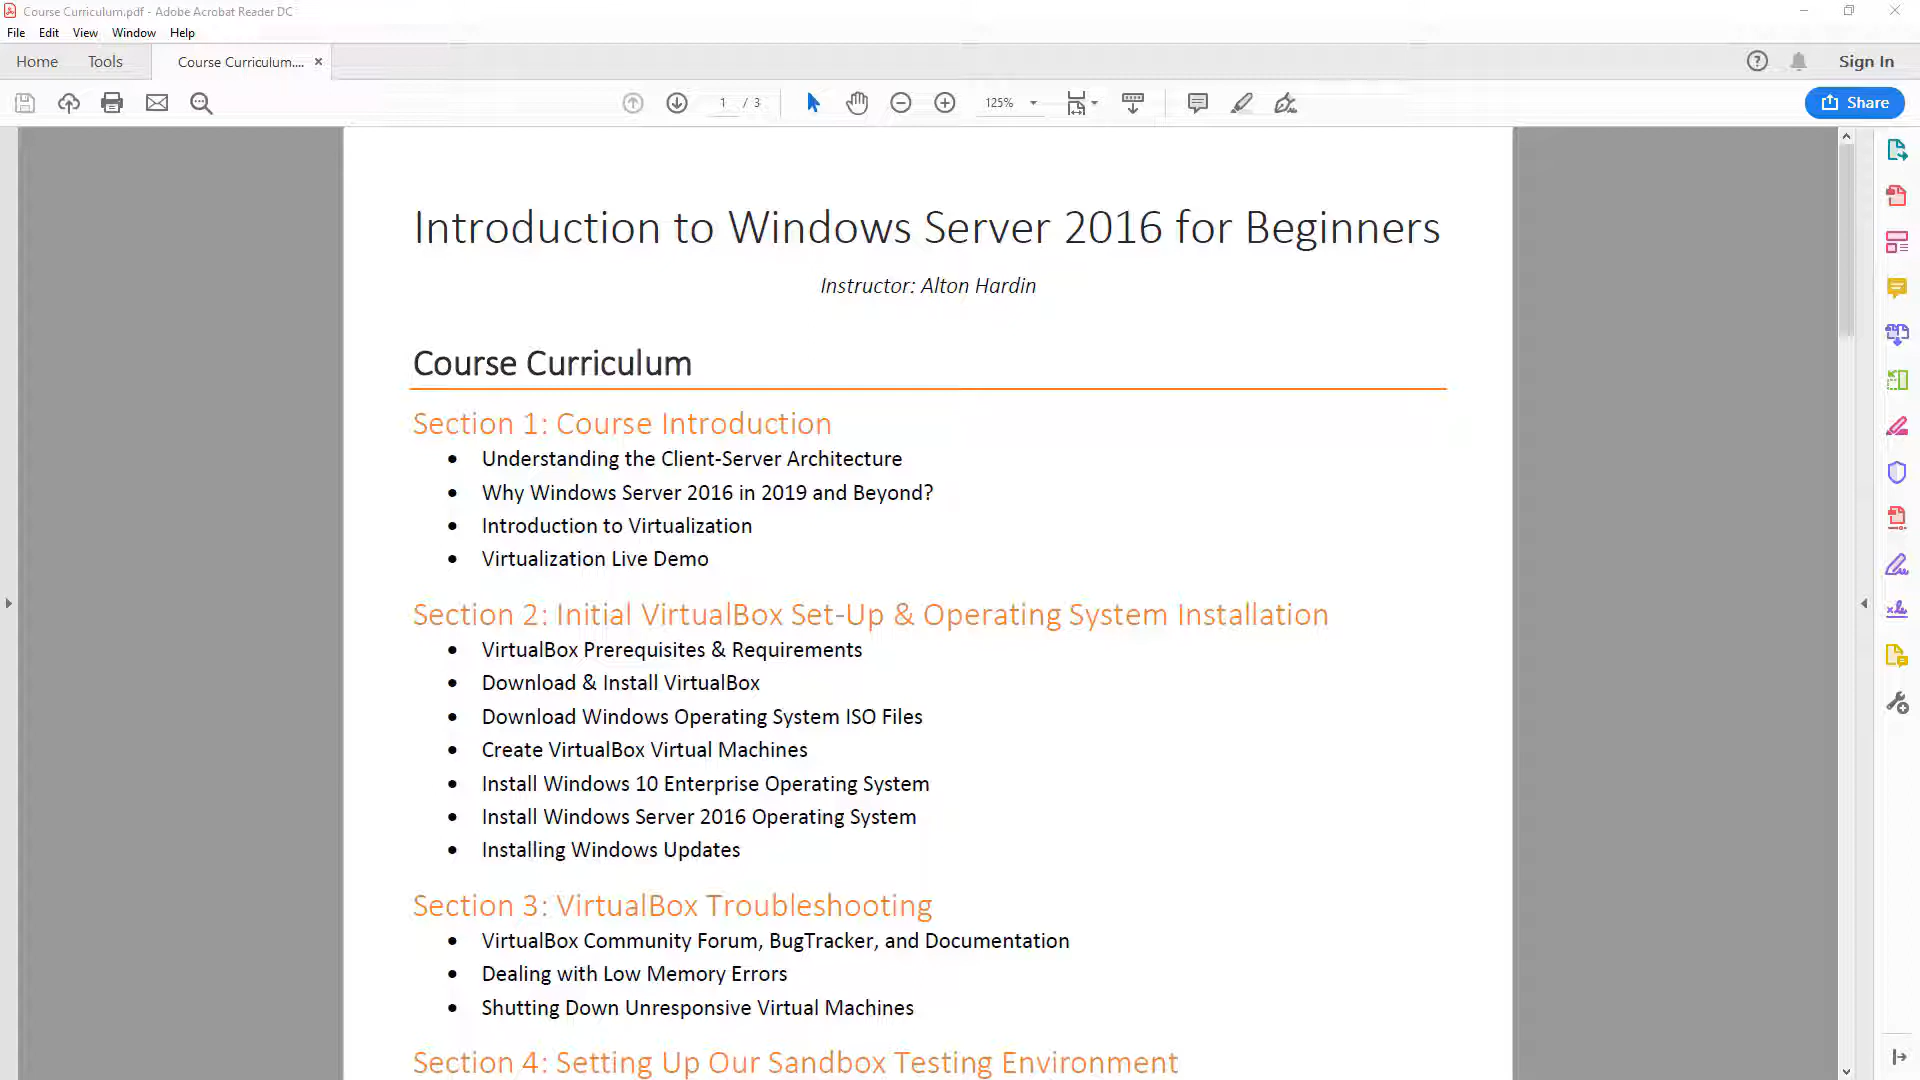 Course Curriculum.pdf - Adobe Acrobat Reader DC
File Edit View Window Help
Home Tools Course Curriculum.... × Sign In
1 / 3 125% Share
Introduction to Windows Server 2016 for Beginners
Instructor: Alton Hardin
Course Curriculum
Section 1: Course Introduction
• Understanding the Client-Server Architecture
• Why Windows Server 2016 in 2019 and Beyond?
• Introduction to Virtualization
• Virtualization Live Demo
Section 2: Initial VirtualBox Set-Up & Operating System Installation
• VirtualBox Prerequisites & Requirements
• Download & Install VirtualBox
• Download Windows Operating System ISO Files
• Create VirtualBox Virtual Machines
• Install Windows 10 Enterprise Operating System
• Install Windows Server 2016 Operating System
• Installing Windows Updates
Section 3: VirtualBox Troubleshooting
• VirtualBox Community Forum, BugTracker, and Documentation
• Dealing with Low Memory Errors
• Shutting Down Unresponsive Virtual Machines
Section 4: Setting Up Our Sandbox Testing Environment